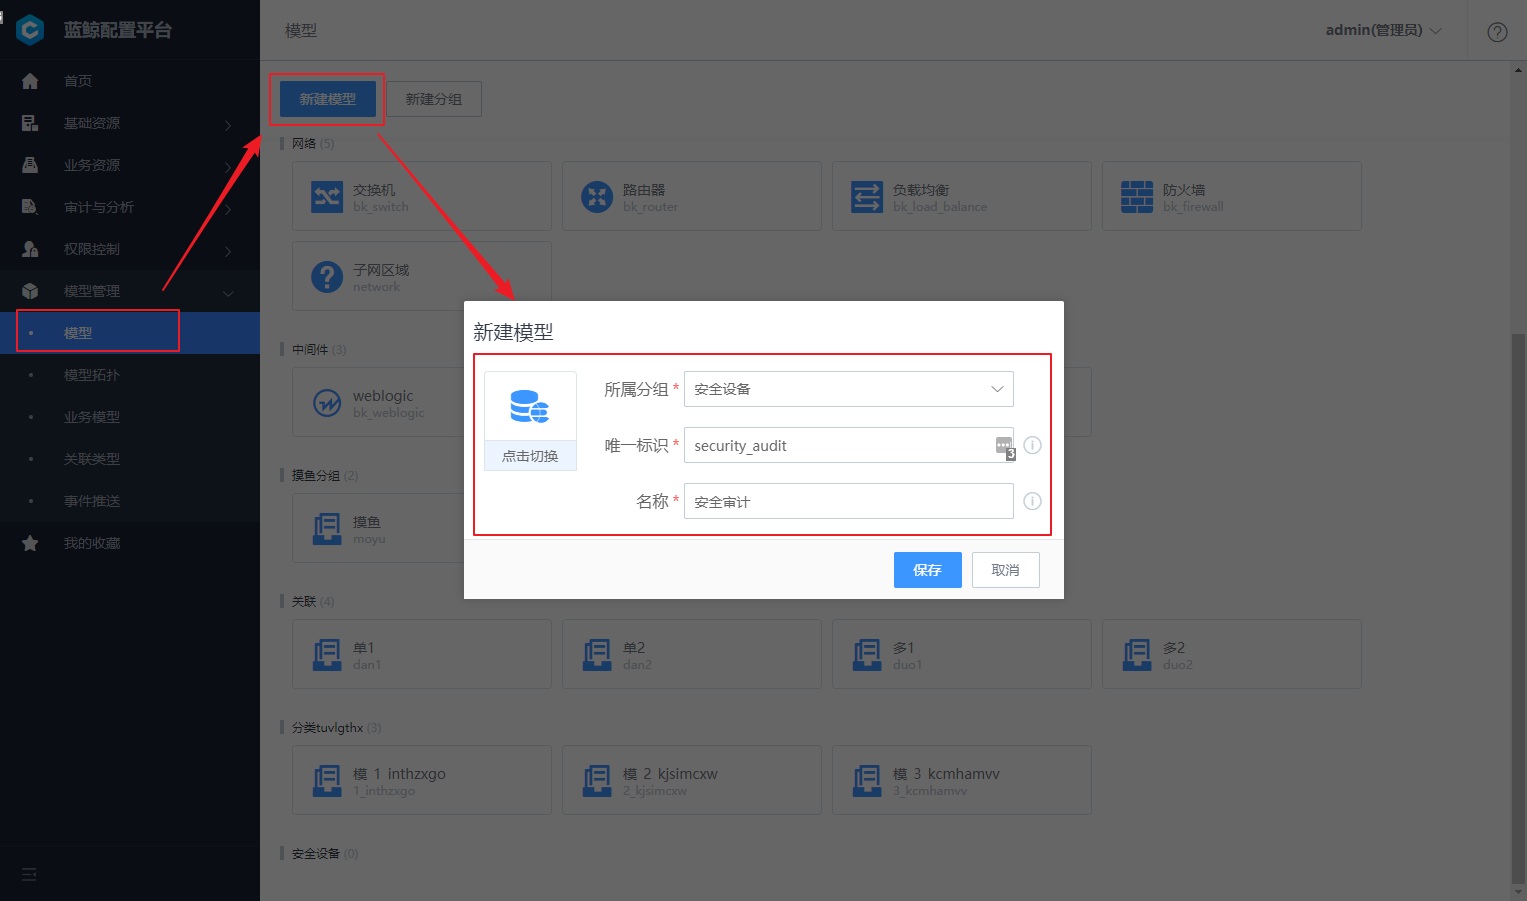 蓝鲸配置平台
首页
基础资源
业务资源
审计与分析
权限控制
模型管理
模型
模型拓扑
业务模型
关联类型
事件推送
我的收藏
模型
admin(管理员)
新建模型
新建分组
网络 (5)
交换机
bk_switch
路由器
bk_router
负载均衡
bk_load_balance
防火墙
bk_firewall
子网区域
network
中间件 (3)
weblogic
bk_weblogic
摸鱼分组 (2)
摸鱼
moyu
关联 (4)
单1
dan1
单2
dan2
多1
duo1
多2
duo2
分类tuvlgthx (3)
模 1 inthzxgo
1_inthzxgo
模 2 kjsimcxw
2_kjsimcxw
模 3 kcmhamvv
3_kcmhamvv
安全设备 (0)
新建模型
点击切换
所属分组 *
安全设备
唯一标识 *
security_audit
3
名称 *
安全审计
保存
取消